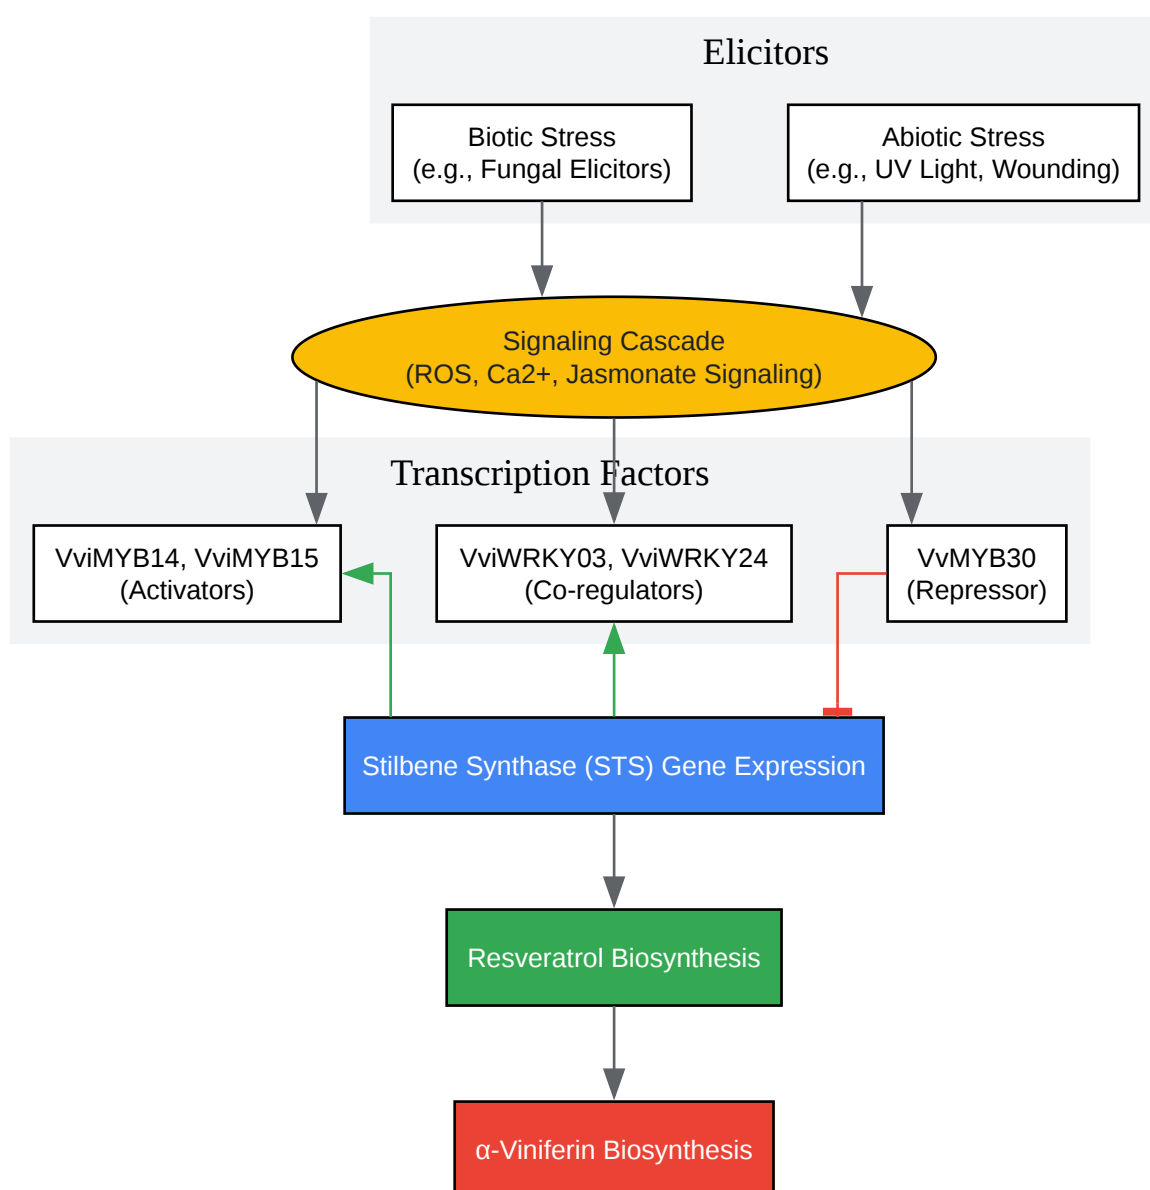 Elicitors
Biotic Stress
(e.g., Fungal Elicitors)
Abiotic Stress
(e.g., UV Light, Wounding)
Signaling Cascade
(ROS, Ca2+, Jasmonate Signaling)
Transcription Factors
VviMYB14, VviMYB15
(Activators)
VviWRKY03, VviWRKY24
(Co-regulators)
VvMYB30
(Repressor)
Stilbene Synthase (STS) Gene Expression
Resveratrol Biosynthesis
α-Viniferin Biosynthesis